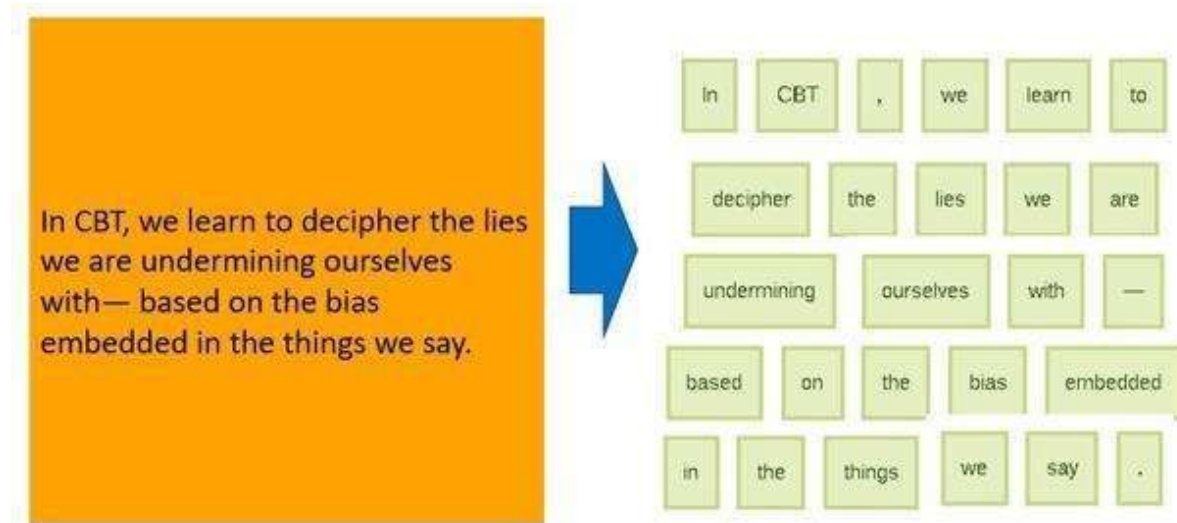 In CBT, we learn to decipher the lies
we are undermining ourselves
with— based on the bias
embedded in the things we say.
In CBT , we learn to
decipher the lies we are
undermining ourselves with —
based on the bias embedded
in the things we say .